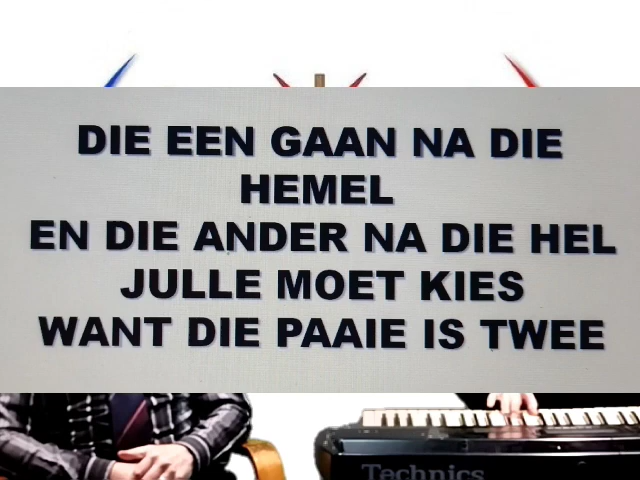 DIE EEN GAAN NA DIE
HEMEL
EN DIE ANDER NA DIE HEL
JULLE MOET KIES
WANT DIE PAAIE IS TWEE
Technics